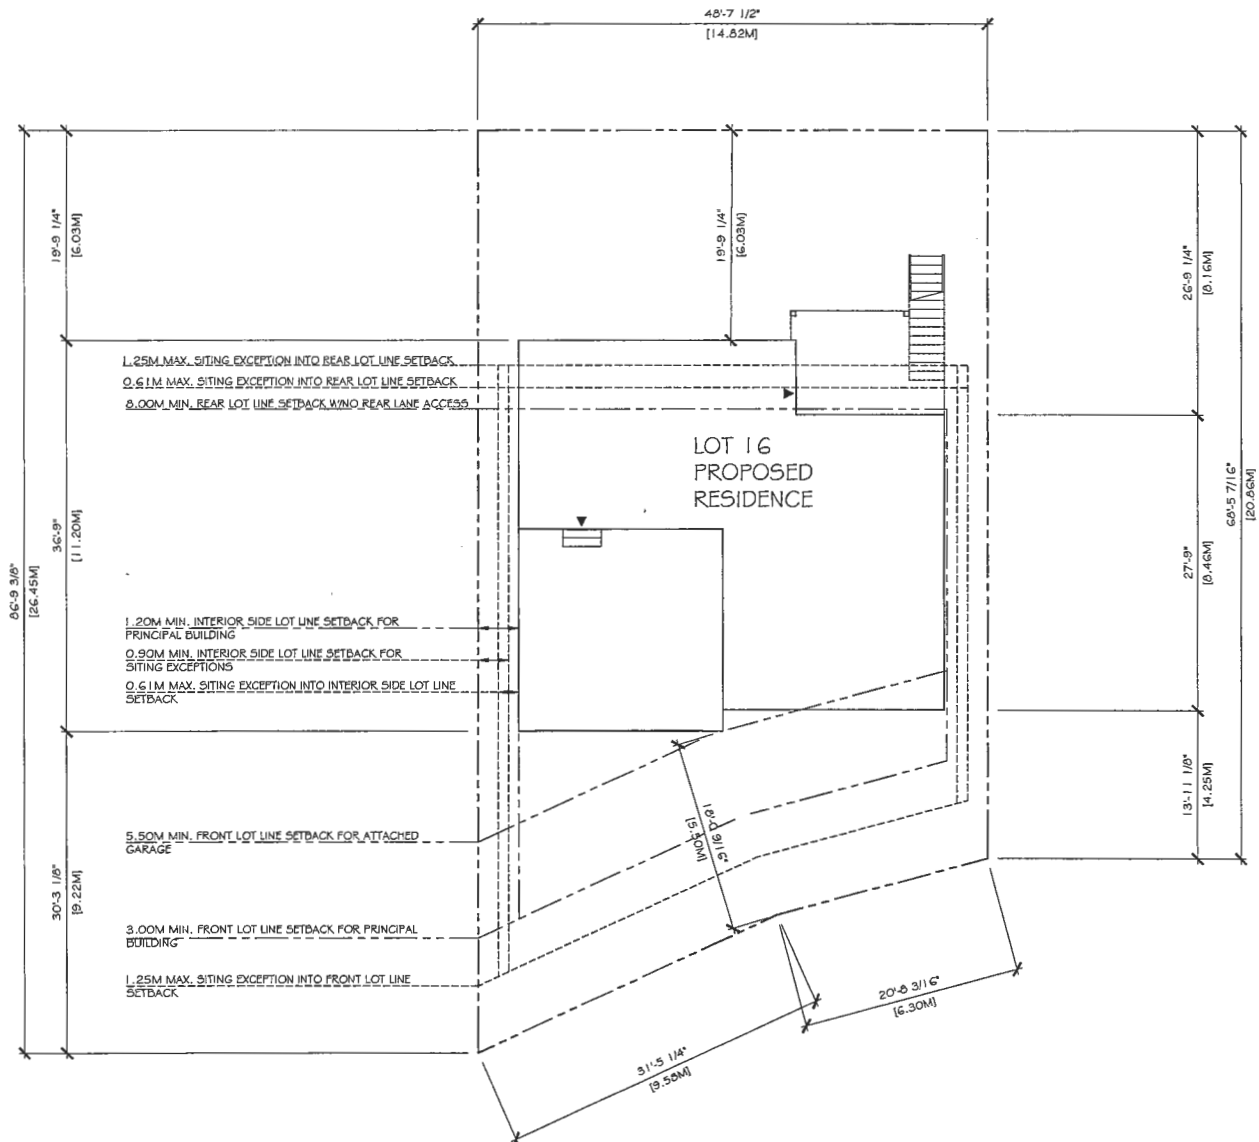 48'-7 1/2"
[14.82M]
19'-9 1/4"
[6.03M]
19'-9 1/4"
[6.03M]
26'-9 1/4"
[8.16M]
1.25M MAX. SITING EXCEPTION INTO REAR LOT LINE SETBACK
0.61M MAX. SITING EXCEPTION INTO REAR LOT LINE SETBACK
8.00M MIN. REAR LOT LINE SETBACK W/NO REAR LANE ACCESS
LOT 16
PROPOSED
RESIDENCE
68'-5 7/16"
[20.86M]
36'-9"
[11.20M]
27'-9"
[8.46M]
86'-9 3/8"
[26.45M]
1.20M MIN. INTERIOR SIDE LOT LINE SETBACK FOR
PRINCIPAL BUILDING
0.90M MIN. INTERIOR SIDE LOT LINE SETBACK FOR
SITING EXCEPTIONS
0.61M MAX. SITING EXCEPTION INTO INTERIOR SIDE LOT LINE
SETBACK
13'-11 1/8"
[4.25M]
18'-0 9/16"
[5.50M]
5.50M MIN. FRONT LOT LINE SETBACK FOR ATTACHED
GARAGE
30'-3 1/8"
[9.22M]
3.00M MIN. FRONT LOT LINE SETBACK FOR PRINCIPAL
BUILDING
1.25M MAX. SITING EXCEPTION INTO FRONT LOT LINE
SETBACK
20'-8 3/16"
[6.30M]
31'-5 1/4"
[9.58M]